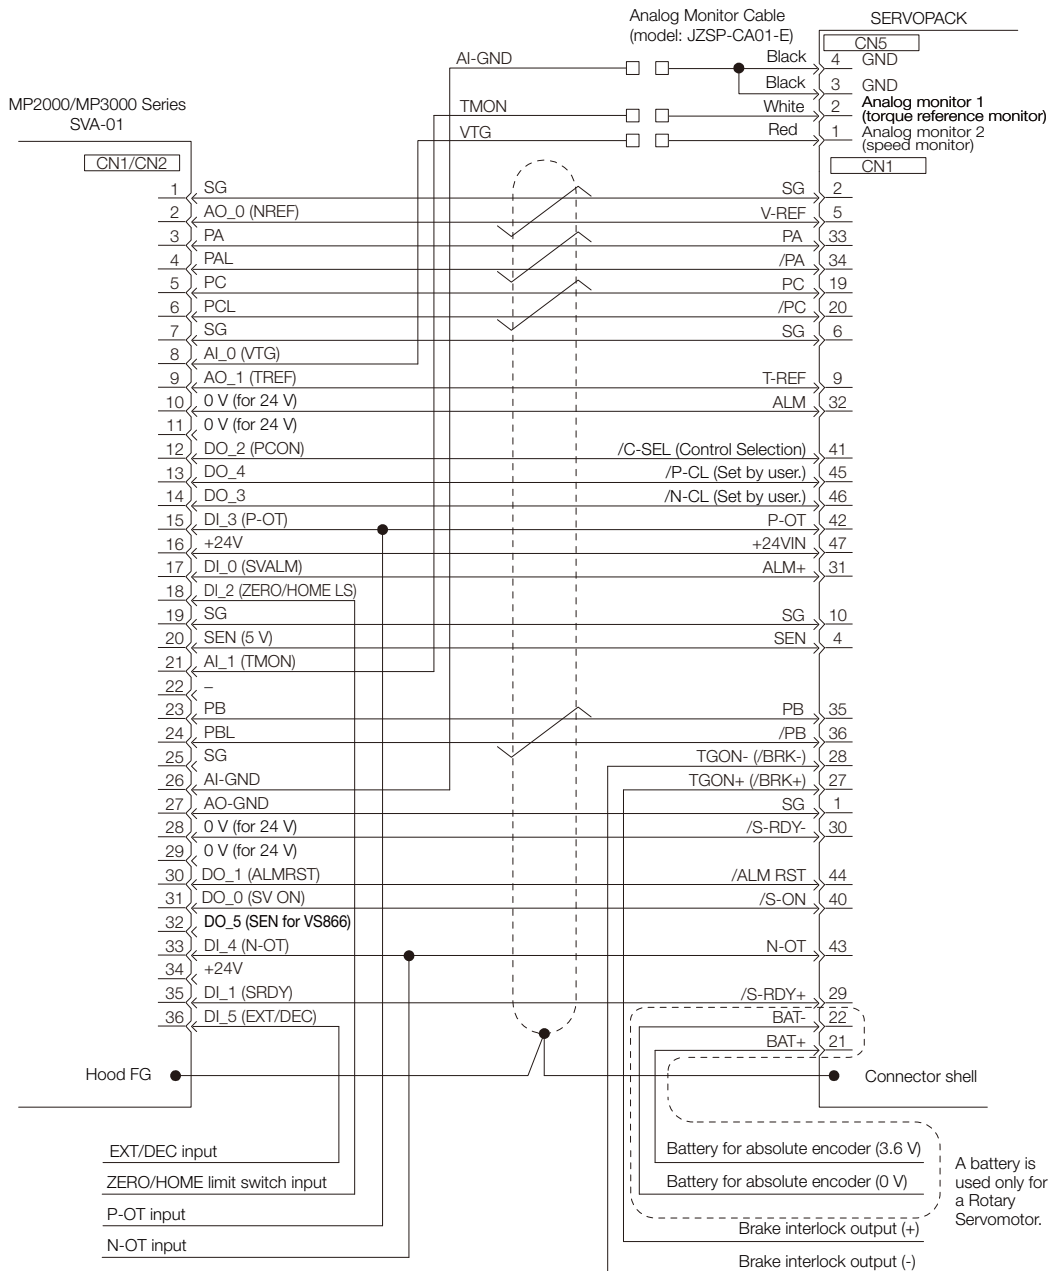 Analog Monitor Cable
(model: JZSP-CA01-E)
SERVOPACK
CN5
AI-GND
Black
4
GND
Black
3
GND
MP2000/MP3000 Series
SVA-01
TMON
White
2
Analog monitor 1
(torque reference monitor)
VTG
Red
1
Analog monitor 2
(speed monitor)
CN1/CN2
CN1
1 SG SG 2
2 AO_0 (NREF) V-REF 5
3 PA PA 33
4 PAL /PA 34
5 PC PC 19
6 PCL /PC 20
7 SG SG 6
8 AI_0 (VTG)
9 AO_1 (TREF) T-REF 9
10 0 V (for 24 V) ALM 32
11 0 V (for 24 V)
12 DO_2 (PCON) /C-SEL (Control Selection) 41
13 DO_4 /P-CL (Set by user.) 45
14 DO_3 /N-CL (Set by user.) 46
15 DI_3 (P-OT) P-OT 42
16 +24V +24VIN 47
17 DI_0 (SVALM) ALM+ 31
18 DI_2 (ZERO/HOME LS)
19 SG SG 10
20 SEN (5 V) SEN 4
21 AI_1 (TMON)
22 –
23 PB PB 35
24 PBL /PB 36
25 SG TGON- (/BRK-) 28
26 AI-GND TGON+ (/BRK+) 27
27 AO-GND SG 1
28 0 V (for 24 V) /S-RDY- 30
29 0 V (for 24 V)
30 DO_1 (ALMRST) /ALM RST 44
31 DO_0 (SV ON) /S-ON 40
32 DO_5 (SEN for VS866)
33 DI_4 (N-OT) N-OT 43
34 +24V
35 DI_1 (SRDY) /S-RDY+ 29
36 DI_5 (EXT/DEC) BAT- 22
BAT+ 21
Hood FG
Connector shell
EXT/DEC input
ZERO/HOME limit switch input
P-OT input
N-OT input
Battery for absolute encoder (3.6 V)
Battery for absolute encoder (0 V)
Brake interlock output (+)
Brake interlock output (-)
A battery is
used only for
a Rotary
Servomotor.